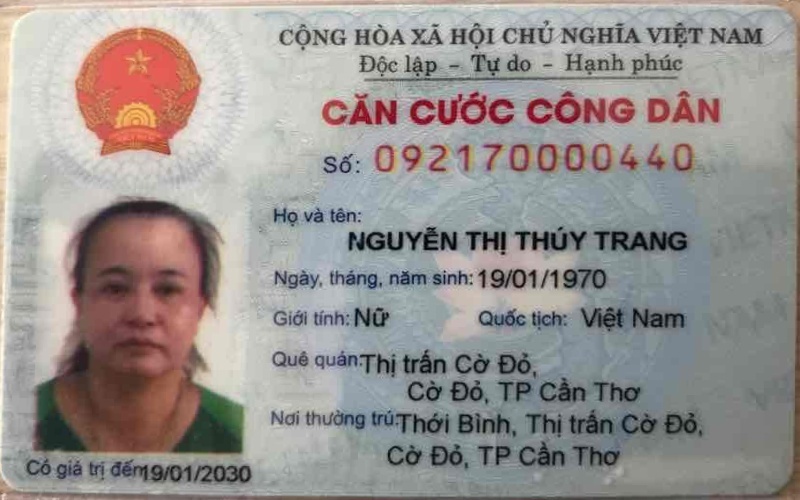 CỘNG HÒA XÃ HỘI CHỦ NGHĨA VIỆT NAM
Độc lập - Tự do - Hạnh phúc
CĂN CƯỚC CÔNG DÂN
Số: 092170000440
Họ và tên:
NGUYỄN THỊ THÚY TRANG
Ngày, tháng, năm sinh: 19/01/1970
Giới tính: Nữ Quốc tịch: Việt Nam
Quê quán: Thị trấn Cờ Đỏ,
Cờ Đỏ, TP Cần Thơ
Nơi thường trú: Thới Bình, Thị trấn Cờ Đỏ,
Cờ Đỏ, TP Cần Thơ
Có giá trị đến 19/01/2030